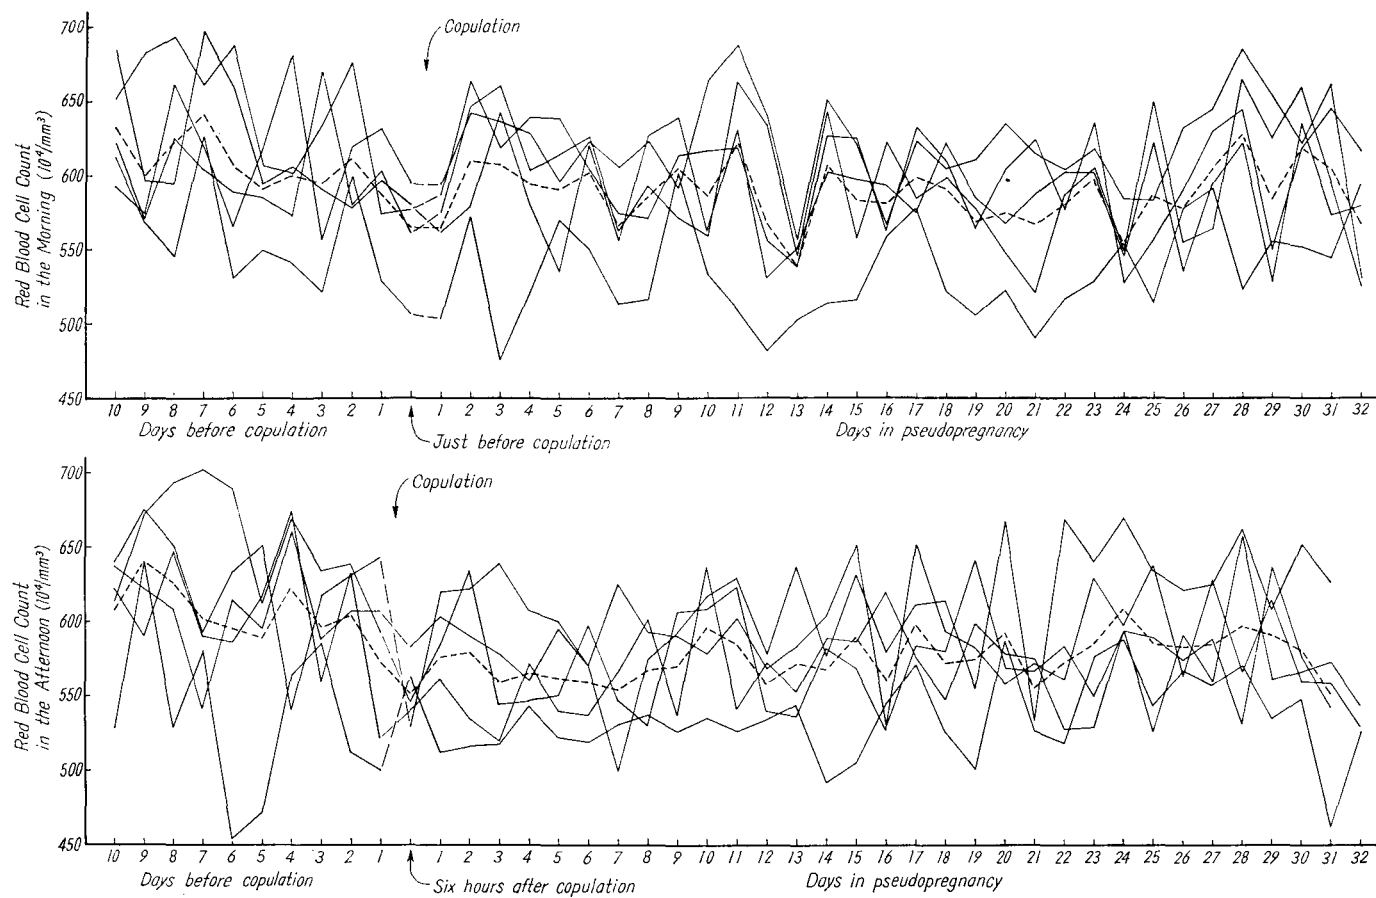 700
Copulation
650
600
550
500
450
Red Blood Cell Count
in the Morning (10⁴/mm³)
10 9 8 7 6 5 4 3 2 1 1 2 3 4 5 6 7 8 9 10 11 12 13 14 15 16 17 18 19 20 21 22 23 24 25 26 27 28 29 30 31 32
Days before copulation
Just before copulation
Days in pseudopregnancy
700
Copulation
650
600
550
500
450
Red Blood Cell Count
in the Afternoon (10⁴/mm³)
10 9 8 7 6 5 4 3 2 1 1 2 3 4 5 6 7 8 9 10 11 12 13 14 15 16 17 18 19 20 21 22 23 24 25 26 27 28 29 30 31 32
Days before copulation
Six hours after copulation
Days in pseudopregnancy